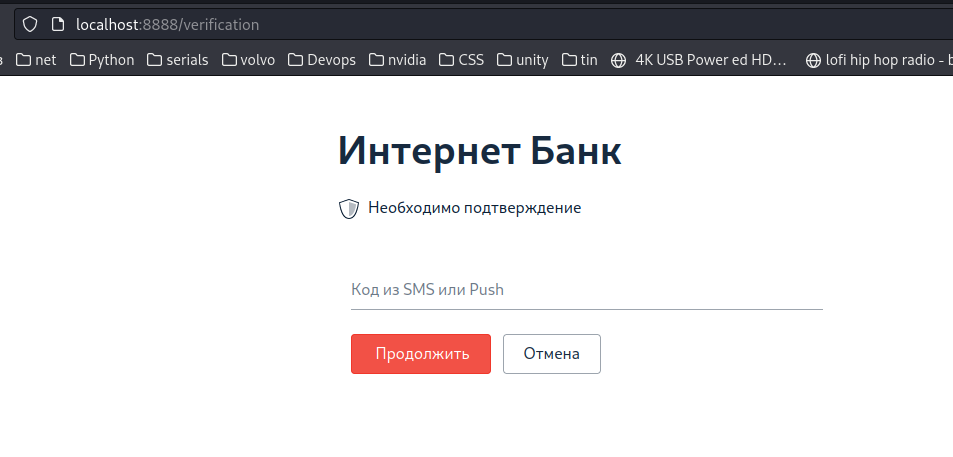 localhost:8888/verification
net Python serials volvo Devops nvidia CSS unity tin 4K USB Power ed HD... lofi hip hop radio -
Интернет Банк
Необходимо подтверждение
Код из SMS или Push
Продолжить Отмена